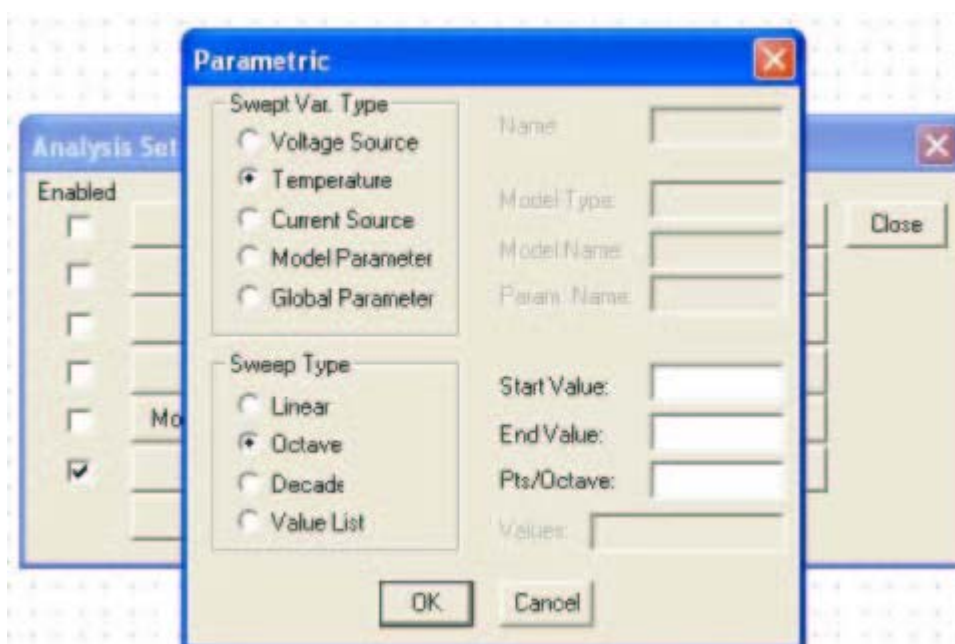 Parametric
Analysis Set
Enabled
Mo
Close
Swept Var. Type
Voltage Source
Temperature
Current Source
Model Parameter
Global Parameter
Name:
Model Type:
Model Name:
Param. Name:
Sweep Type
Linear
Octave
Decade
Value List
Start Value:
End Value:
Pts/Octave:
Values:
OK
Cancel